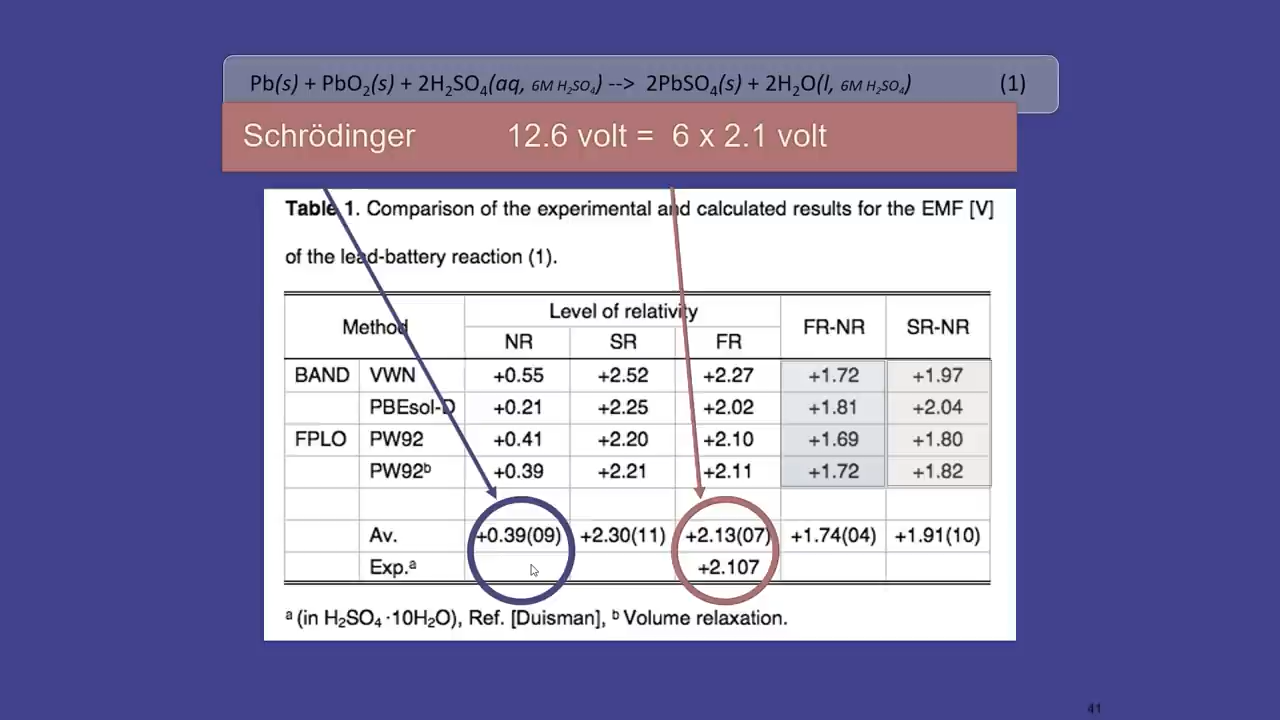 Pb(s) + PbO₂(s) + 2H₂SO₄(aq, 6M H₂SO₄) --> 2PbSO₄(s) + 2H₂O(l, 6M H₂SO₄) (1)
Schrödinger 12.6 volt = 6 x 2.1 volt
Table 1. Comparison of the experimental and calculated results for the EMF [V]
of the lead-battery reaction (1).
Method Level of relativity FR-NR SR-NR
NR SR FR
BAND VWN +0.55 +2.52 +2.27 +1.72 +1.97
PBEsol-D +0.21 +2.25 +2.02 +1.81 +2.04
FPLO PW92 +0.41 +2.20 +2.10 +1.69 +1.80
PW92ᵇ +0.39 +2.21 +2.11 +1.72 +1.82
Av. +0.39(09) +2.30(11) +2.13(07) +1.74(04) +1.91(10)
Exp.ᵃ +2.107
ᵃ (in H₂SO₄ ·10H₂O), Ref. [Duisman], ᵇ Volume relaxation.
41